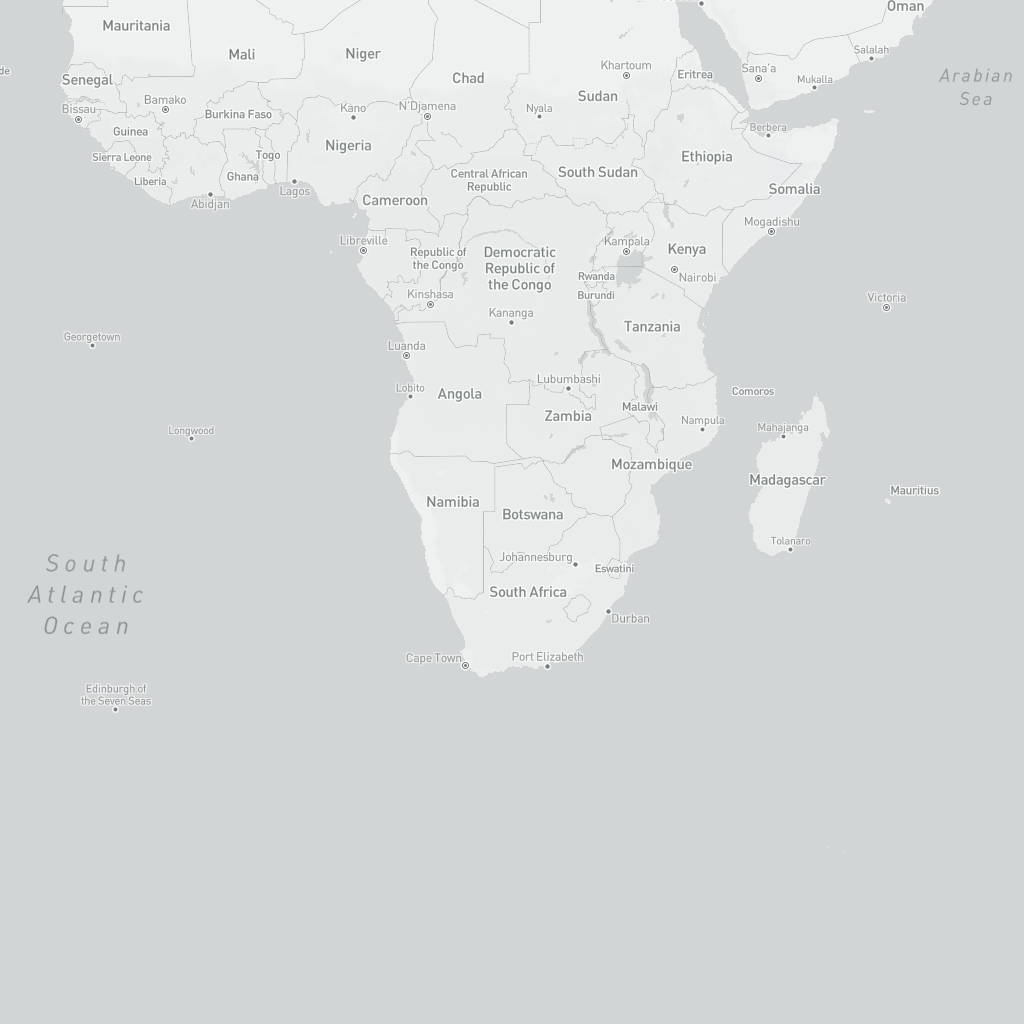 Oman
Mauritania
Mali
Niger
Chad
Salalah
Senegal
de
Khartoum
Eritrea
Sana'a
Mukalla
Arabian
Sea
Bissau
Bamako
Burkina Faso
Kano
N'Djamena
Nyala
Sudan
Guinea
Nigeria
Berbera
Sierra Leone
Togo
Ethiopia
Liberia
Ghana
Lagos
Central African
Republic
South Sudan
Somalia
Abidjan
Cameroon
Mogadishu
Libreville
Republic of
the Congo
Democratic
Republic of
the Congo
Kampala
Kenya
Rwanda
Nairobi
Kinshasa
Burundi
Victoria
Kananga
Tanzania
Georgetown
Luanda
Lobito
Angola
Lubumbashi
Comoros
Zambia
Malawi
Longwood
Nampula
Mahajanga
Mozambique
Madagascar
Mauritius
Namibia
Botswana
Tolanaro
Johannesburg
Eswatini
South
Atlantic
Ocean
South Africa
Durban
Cape Town
Port Elizabeth
Edinburgh of
the Seven Seas